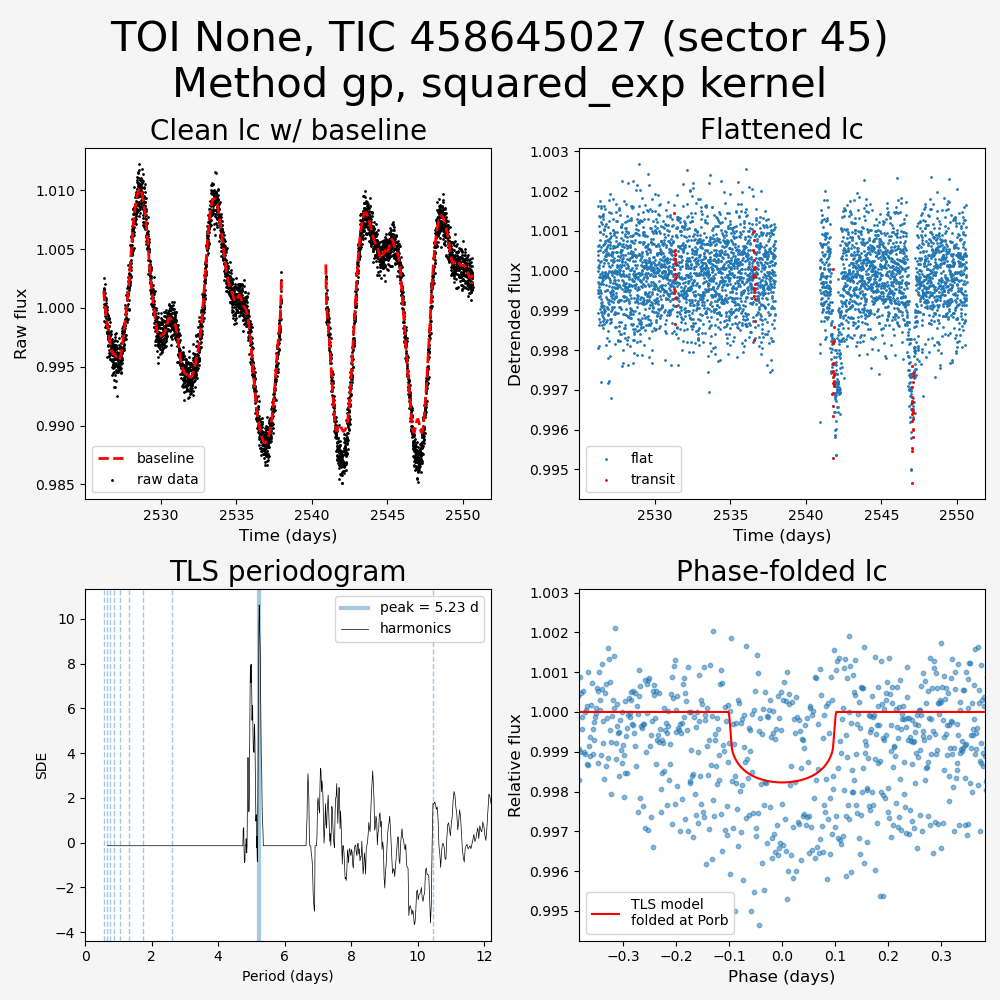 TOI None, TIC 458645027 (sector 45)
Method gp, squared_exp kernel
Clean lc w/ baseline
Raw flux
1.010
1.005
1.000
0.995
0.990
0.985
baseline
raw data
2530
2535
2540
2545
2550
Time (days)
Flattened lc
Detrended flux
1.003
1.002
1.001
1.000
0.999
0.998
0.997
0.996
0.995
flat
transit
2530
2535
2540
2545
2550
Time (days)
TLS periodogram
SDE
10
8
6
4
2
0
−2
−4
peak = 5.23 d
harmonics
0
2
4
6
8
10
12
Period (days)
Phase-folded lc
Relative flux
1.003
1.002
1.001
1.000
0.999
0.998
0.997
0.996
0.995
TLS model
folded at Porb
−0.3
−0.2
−0.1
0.0
0.1
0.2
0.3
Phase (days)